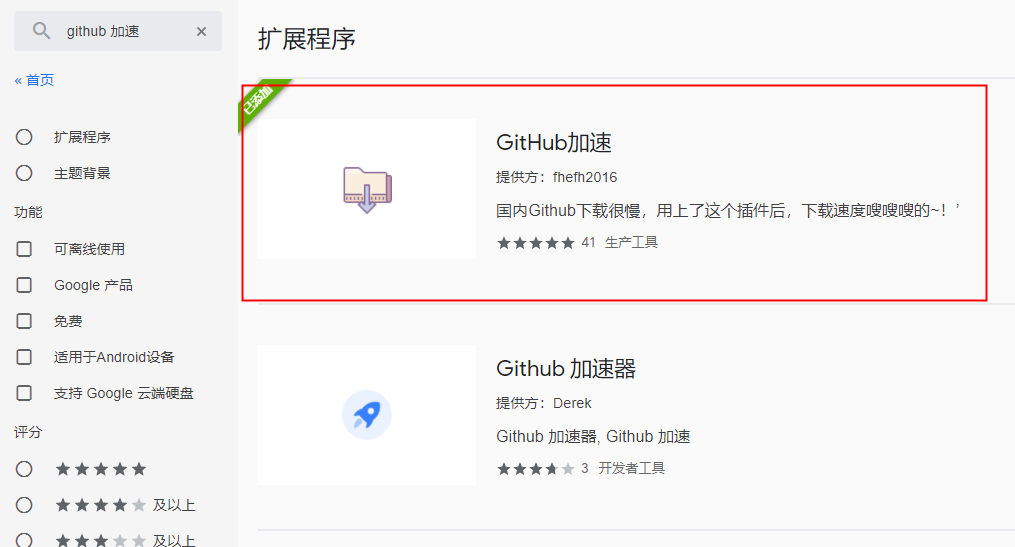 github 加速
« 首页
扩展程序
主题背景
功能
可离线使用
Google 产品
免费
适用于Android设备
支持 Google 云端硬盘
评分
及以上
及以上
扩展程序
已添加
GitHub加速
提供方：fhefh2016
国内Github下载很慢，用上了这个插件后，下载速度嗖嗖嗖的~！’
41 生产工具
Github 加速器
提供方：Derek
Github 加速器, Github 加速
3 开发者工具